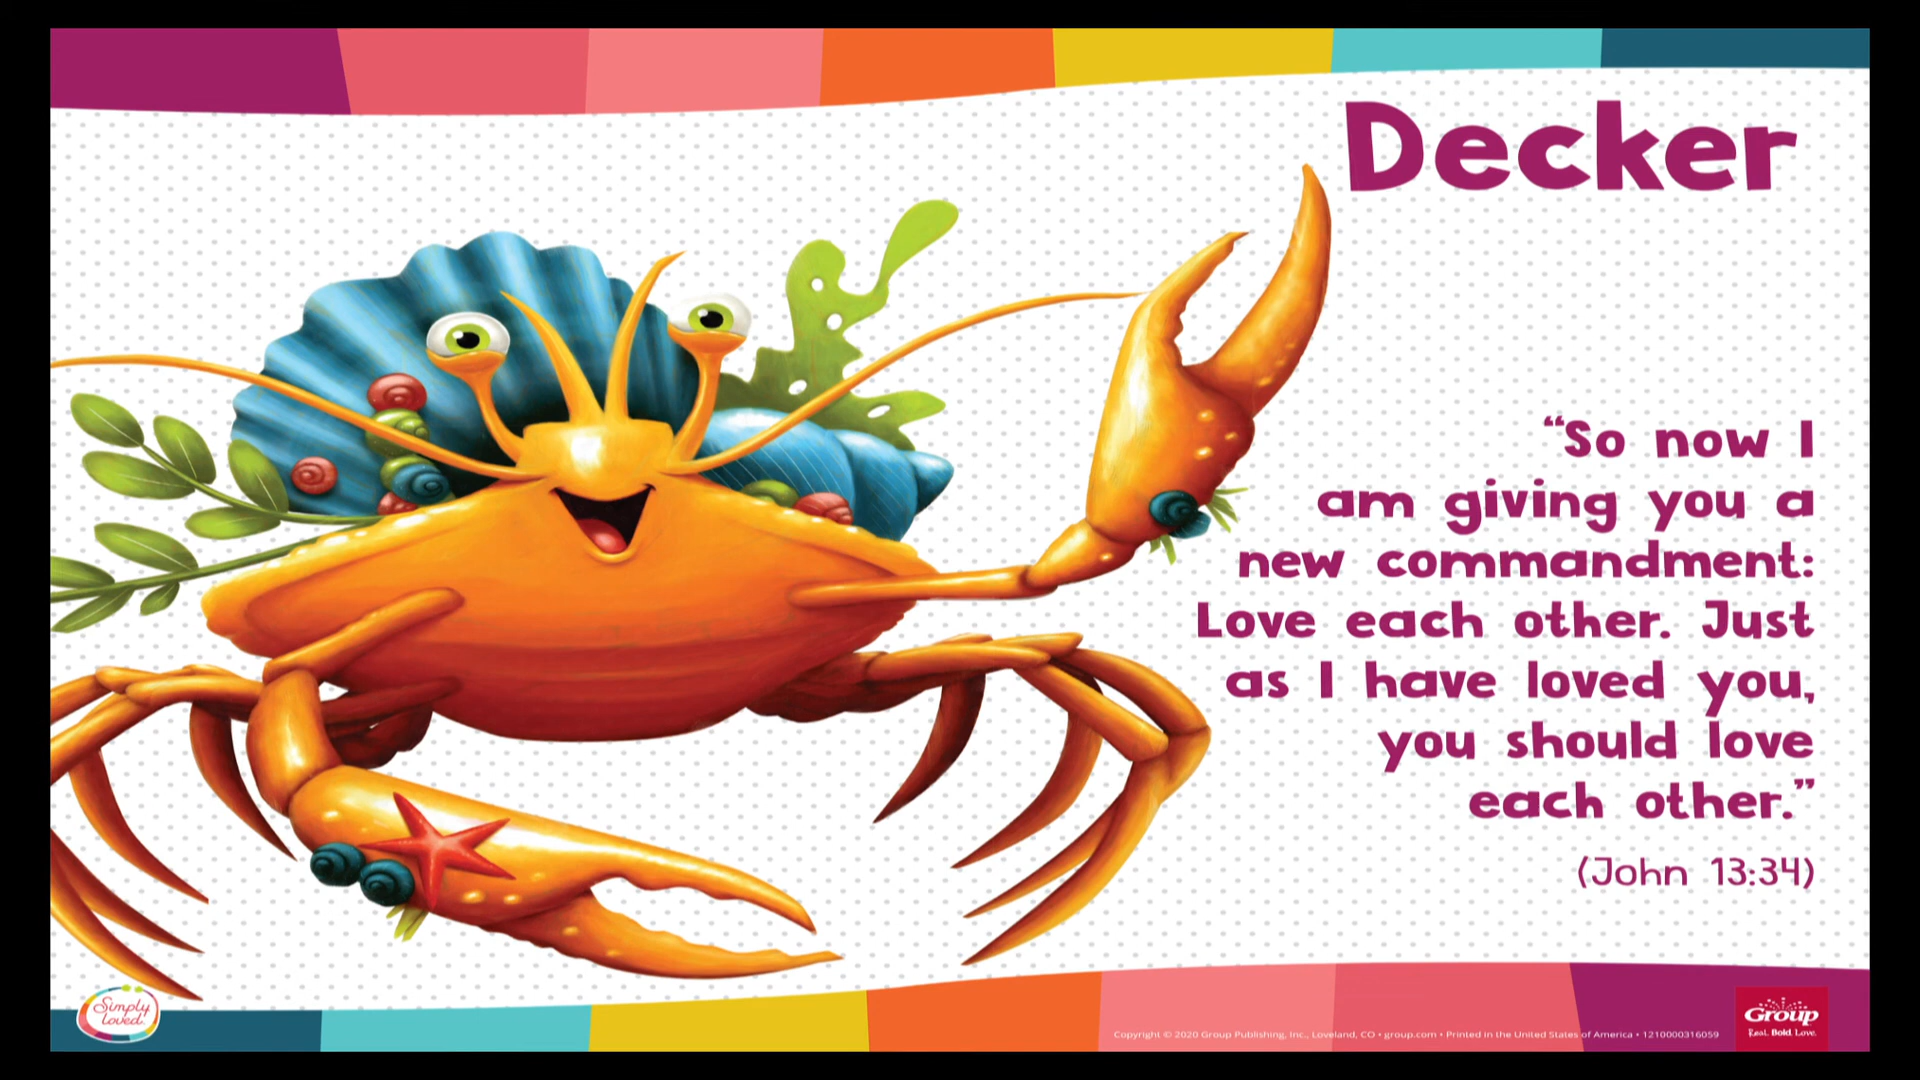 Decker
“So now I
am giving you a
new commandment:
Love each other. Just
as I have loved you,
you should love
each other.”
(John 13:34)
Simply
loved.
Copyright © 2020 Group Publishing, Inc., Loveland, CO • group.com • Printed in the United States of America • 1210000316059
Group
Real. Bold. Love.